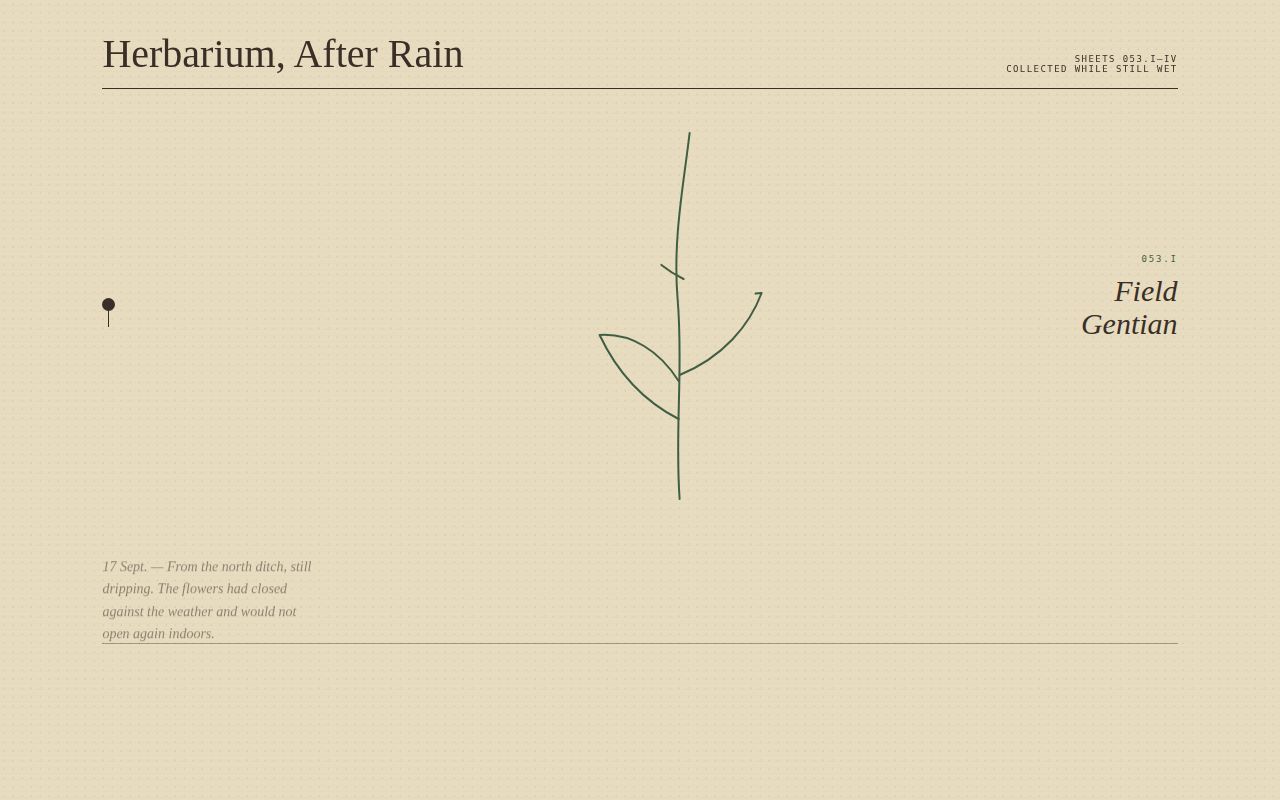 Herbarium, After Rain
SHEETS 053.I—IV
COLLECTED WHILE STILL WET
053.I
Field
Gentian
17 Sept. — From the north ditch, still
dripping. The flowers had closed
against the weather and would not
open again indoors.